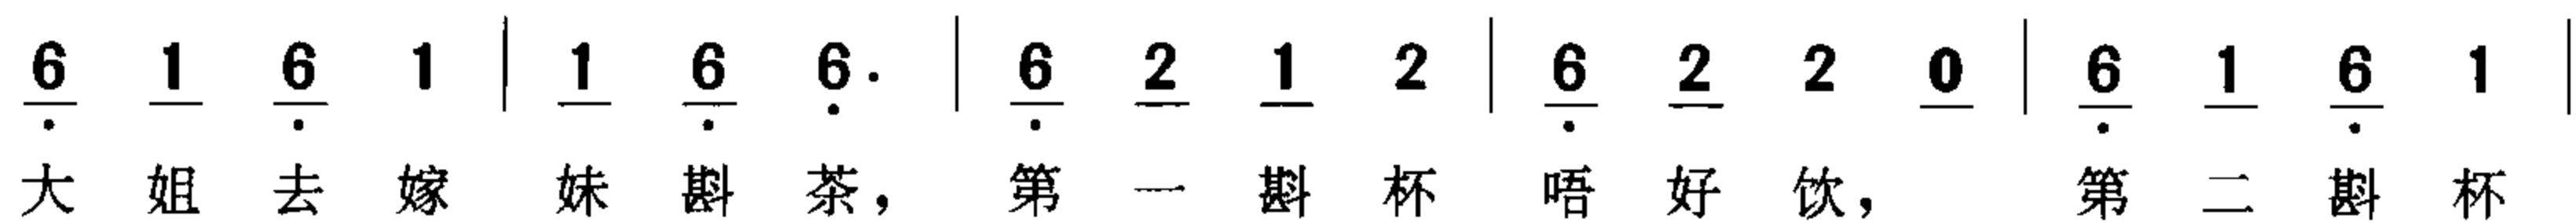 6 1 6 1 | 1 6 6. | 6 2 1 2 | 6 2 2 0 | 6 1 6 1 |
大 姐 去 嫁 妹 斟 茶， 第 一 斟 杯 唔 好 饮， 第 二 斟 杯